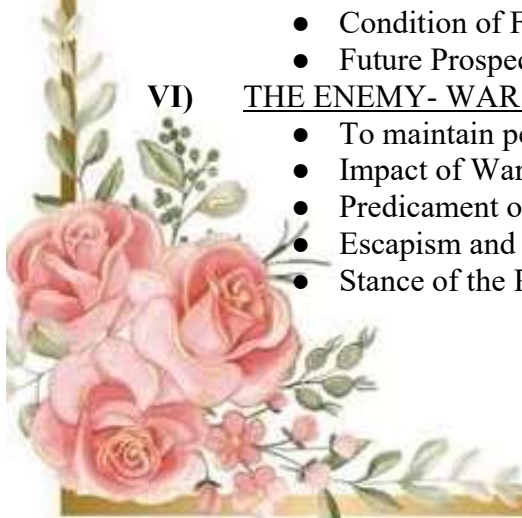 ● Condition of F
● Future Prospec
VI) THE ENEMY- WAR
● To maintain po
● Impact of War
● Predicament o
● Escapism and
● Stance of the